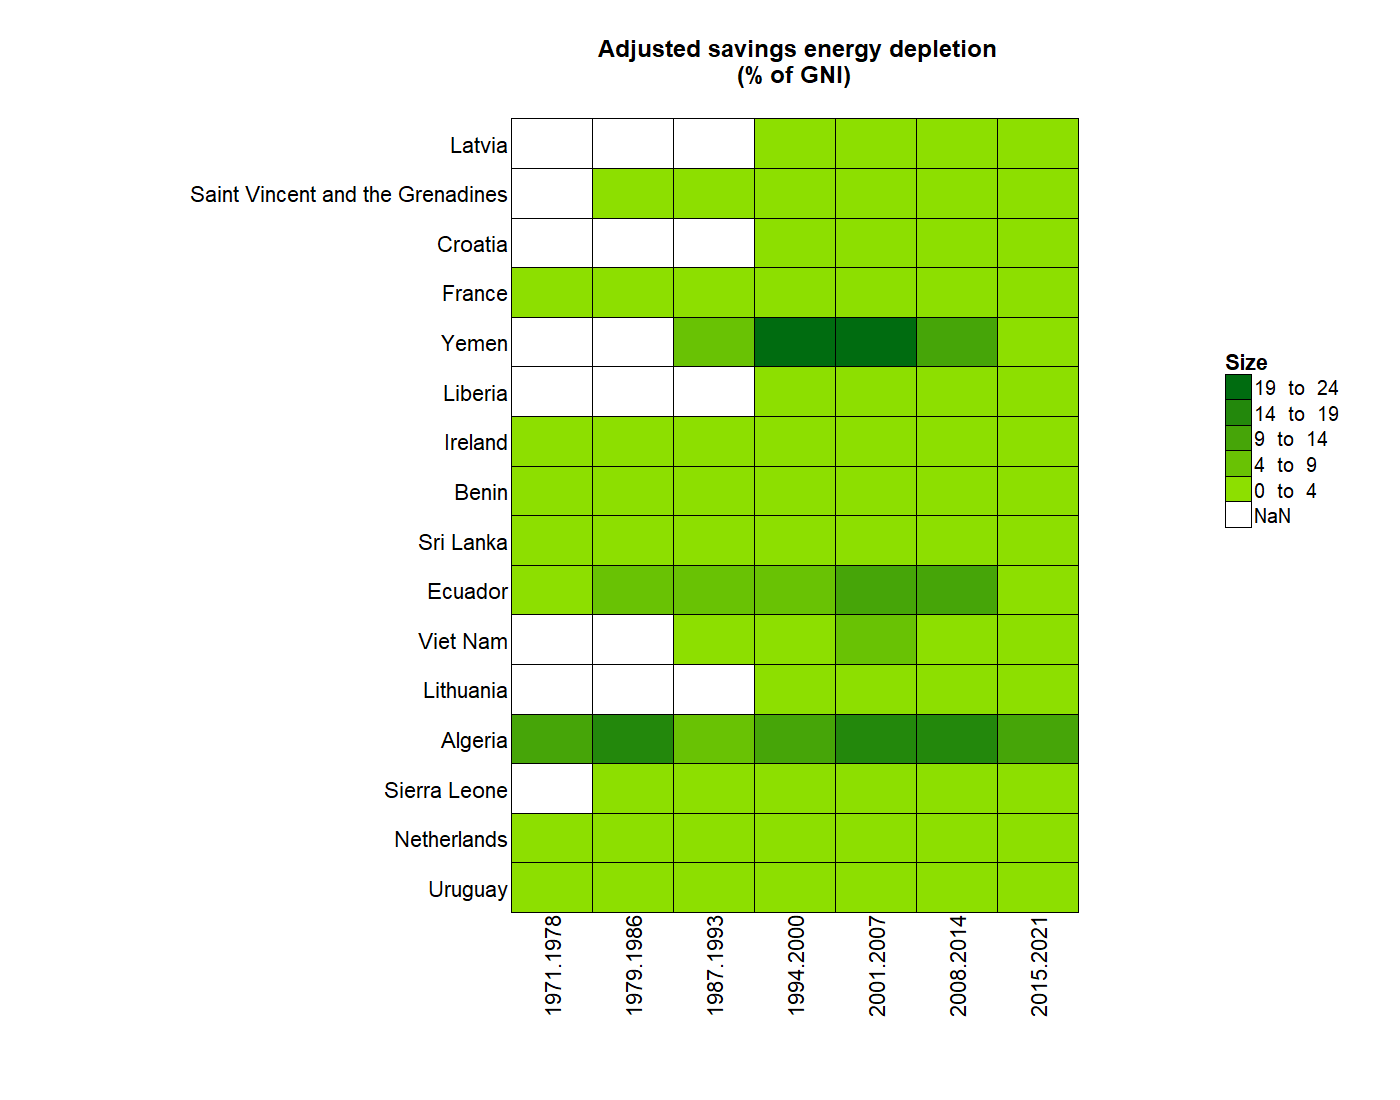 Adjusted savings energy depletion
(% of GNI)
Latvia
Saint Vincent and the Grenadines
Croatia
France
Yemen
Liberia
Ireland
Benin
Sri Lanka
Ecuador
Viet Nam
Lithuania
Algeria
Sierra Leone
Netherlands
Uruguay
1971.1978
1979.1986
1987.1993
1994.2000
2001.2007
2008.2014
2015.2021
Size
19 to 24
14 to 19
9 to 14
4 to 9
0 to 4
NaN